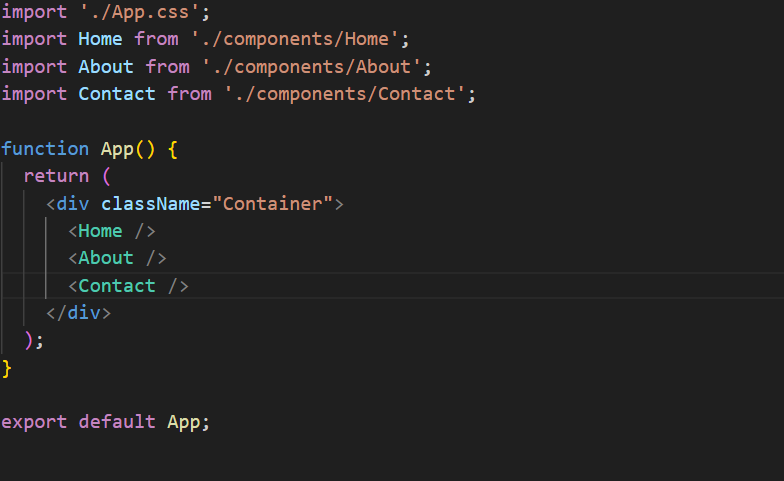 import './App.css';
import Home from './components/Home';
import About from './components/About';
import Contact from './components/Contact';
function App() {
return (
<div className="Container">
<Home />
<About />
<Contact />
</div>
);
}
export default App;